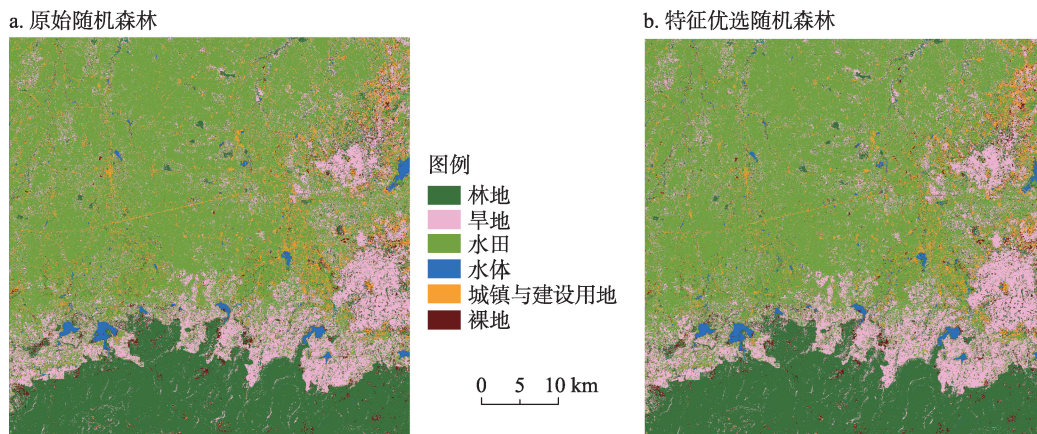 a. 原始随机森林
b. 特征优选随机森林
图例
林地
旱地
水田
水体
城镇与建设用地
裸地
0 5 10 km